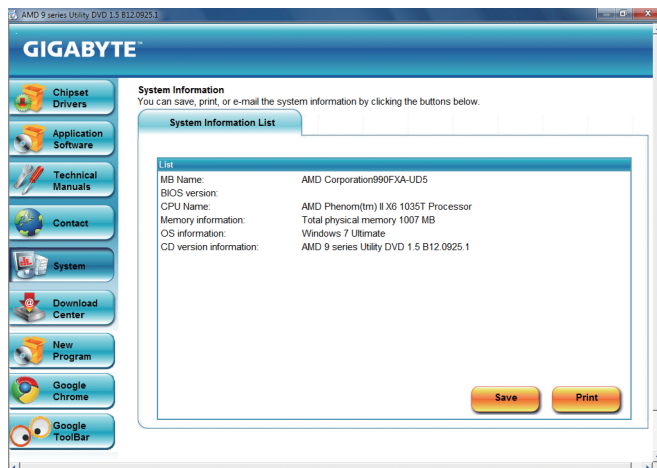 AMD 9 series Utility DVD 1.5 B12.0925.1
GIGABYTE™
Chipset
Drivers
Application
Software
Technical
Manuals
Contact
System
Download
Center
New
Program
Google
Chrome
Google
ToolBar
System Information
You can save, print, or e-mail the system information by clicking the buttons below.
System Information List
List
MB Name: AMD Corporation990FXA-UD5
BIOS version:
CPU Name: AMD Phenom(tm) II X6 1035T Processor
Memory information: Total physical memory 1007 MB
OS information: Windows 7 Ultimate
CD version information: AMD 9 series Utility DVD 1.5 B12.0925.1
Save Print